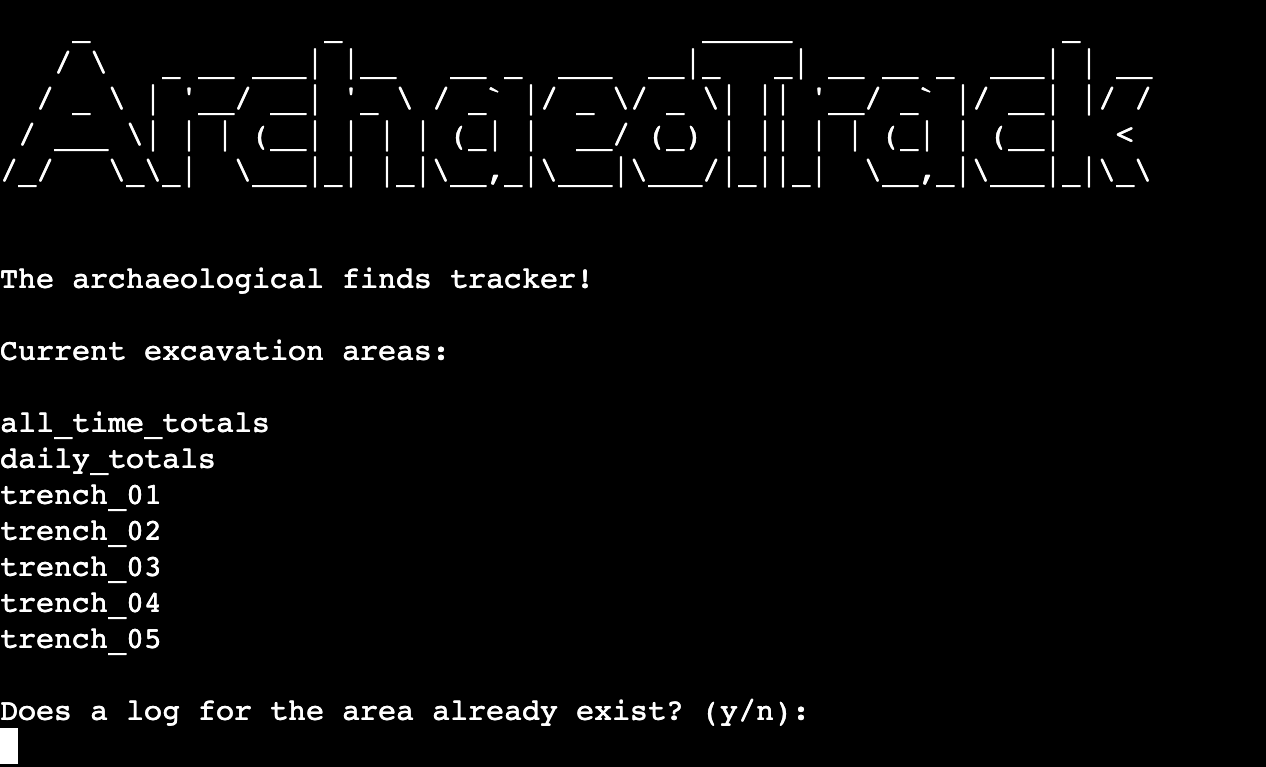 ArchaeoTrack
The archaeological finds tracker!
Current excavation areas:
all_time_totals
daily_totals
trench_01
trench_02
trench_03
trench_04
trench_05
Does a log for the area already exist? (y/n):